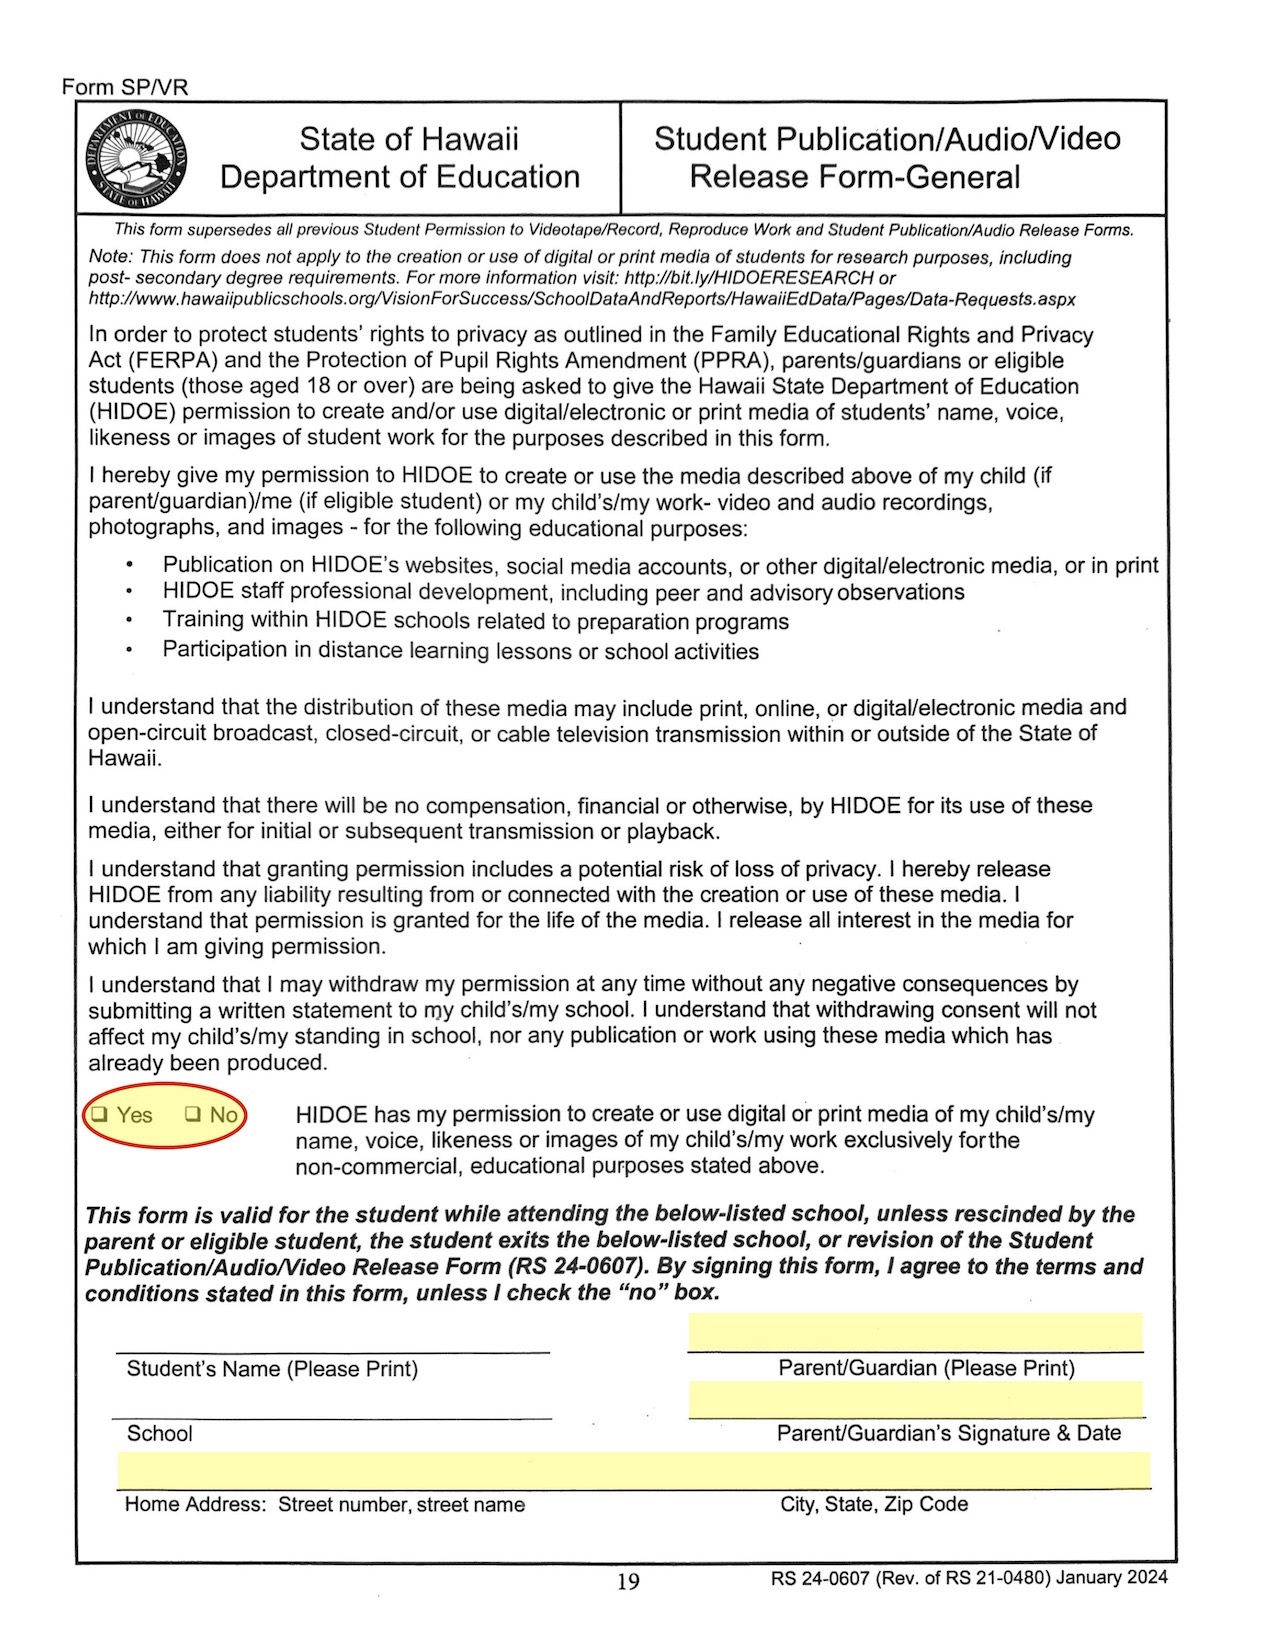 Form SP/VR
DEPARTMENT OF EDUCATION
STATE OF HAWAII
State of Hawaii
Department of Education
Student Publication/Audio/Video
Release Form-General
This form supersedes all previous Student Permission to Videotape/Record, Reproduce Work and Student Publication/Audio Release Forms.
Note: This form does not apply to the creation or use of digital or print media of students for research purposes, including
post- secondary degree requirements. For more information visit: http://bit.ly/HIDOERESEARCH or
http://www.hawaiipublicschools.org/VisionForSuccess/SchoolDataAndReports/HawaiiEdData/Pages/Data-Requests.aspx
In order to protect students' rights to privacy as outlined in the Family Educational Rights and Privacy
Act (FERPA) and the Protection of Pupil Rights Amendment (PPRA), parents/guardians or eligible
students (those aged 18 or over) are being asked to give the Hawaii State Department of Education
(HIDOE) permission to create and/or use digital/electronic or print media of students' name, voice,
likeness or images of student work for the purposes described in this form.
I hereby give my permission to HIDOE to create or use the media described above of my child (if
parent/guardian)/me (if eligible student) or my child's/my work- video and audio recordings,
photographs, and images - for the following educational purposes:
• Publication on HIDOE's websites, social media accounts, or other digital/electronic media, or in print
• HIDOE staff professional development, including peer and advisory observations
• Training within HIDOE schools related to preparation programs
• Participation in distance learning lessons or school activities
I understand that the distribution of these media may include print, online, or digital/electronic media and
open-circuit broadcast, closed-circuit, or cable television transmission within or outside of the State of
Hawaii.
I understand that there will be no compensation, financial or otherwise, by HIDOE for its use of these
media, either for initial or subsequent transmission or playback.
I understand that granting permission includes a potential risk of loss of privacy. I hereby release
HIDOE from any liability resulting from or connected with the creation or use of these media. I
understand that permission is granted for the life of the media. I release all interest in the media for
which I am giving permission.
I understand that I may withdraw my permission at any time without any negative consequences by
submitting a written statement to my child's/my school. I understand that withdrawing consent will not
affect my child's/my standing in school, nor any publication or work using these media which has
already been produced.
❑ Yes ❑ No HIDOE has my permission to create or use digital or print media of my child's/my
name, voice, likeness or images of my child's/my work exclusively forthe
non-commercial, educational purposes stated above.
This form is valid for the student while attending the below-listed school, unless rescinded by the
parent or eligible student, the student exits the below-listed school, or revision of the Student
Publication/Audio/Video Release Form (RS 24-0607). By signing this form, I agree to the terms and
conditions stated in this form, unless I check the “no” box.
Student's Name (Please Print) Parent/Guardian (Please Print)
School Parent/Guardian's Signature & Date
Home Address: Street number, street name City, State, Zip Code
19 RS 24-0607 (Rev. of RS 21-0480) January 2024